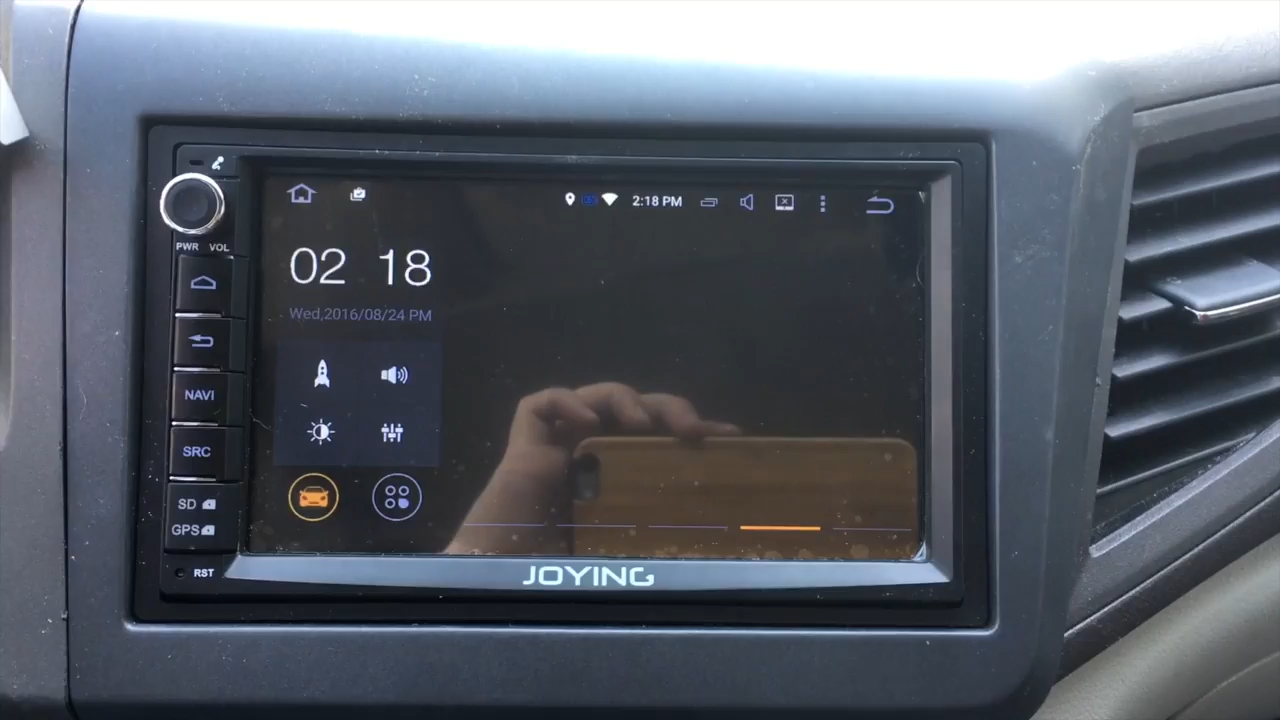 2:18 PM
PWR VOL
02 18
Wed,2016/08/24 PM
NAVI
SRC
SD
GPS
RST
JOYING